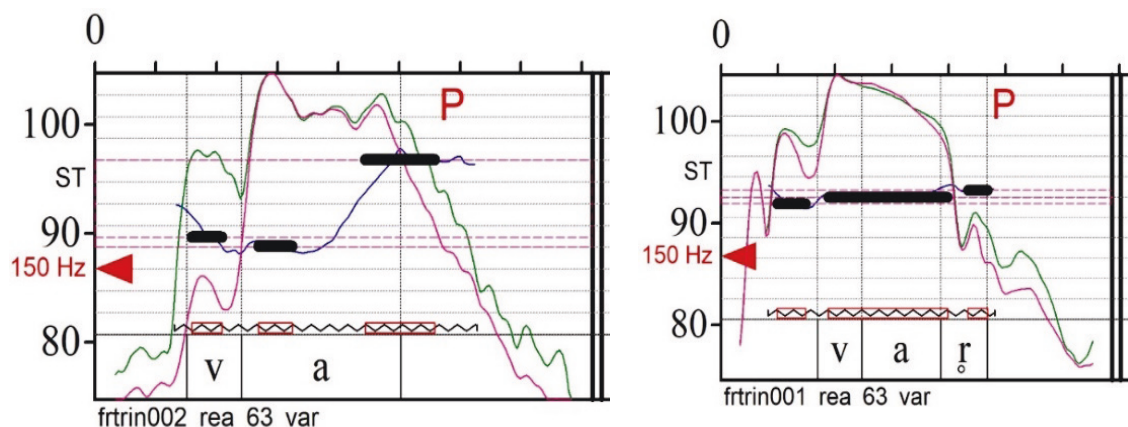 0
100
P
ST
90
150 Hz
80
v a
frtrin002 rea 63 var
0
100
P
ST
90
150 Hz
80
v a r̥
frtrin001 rea 63 var